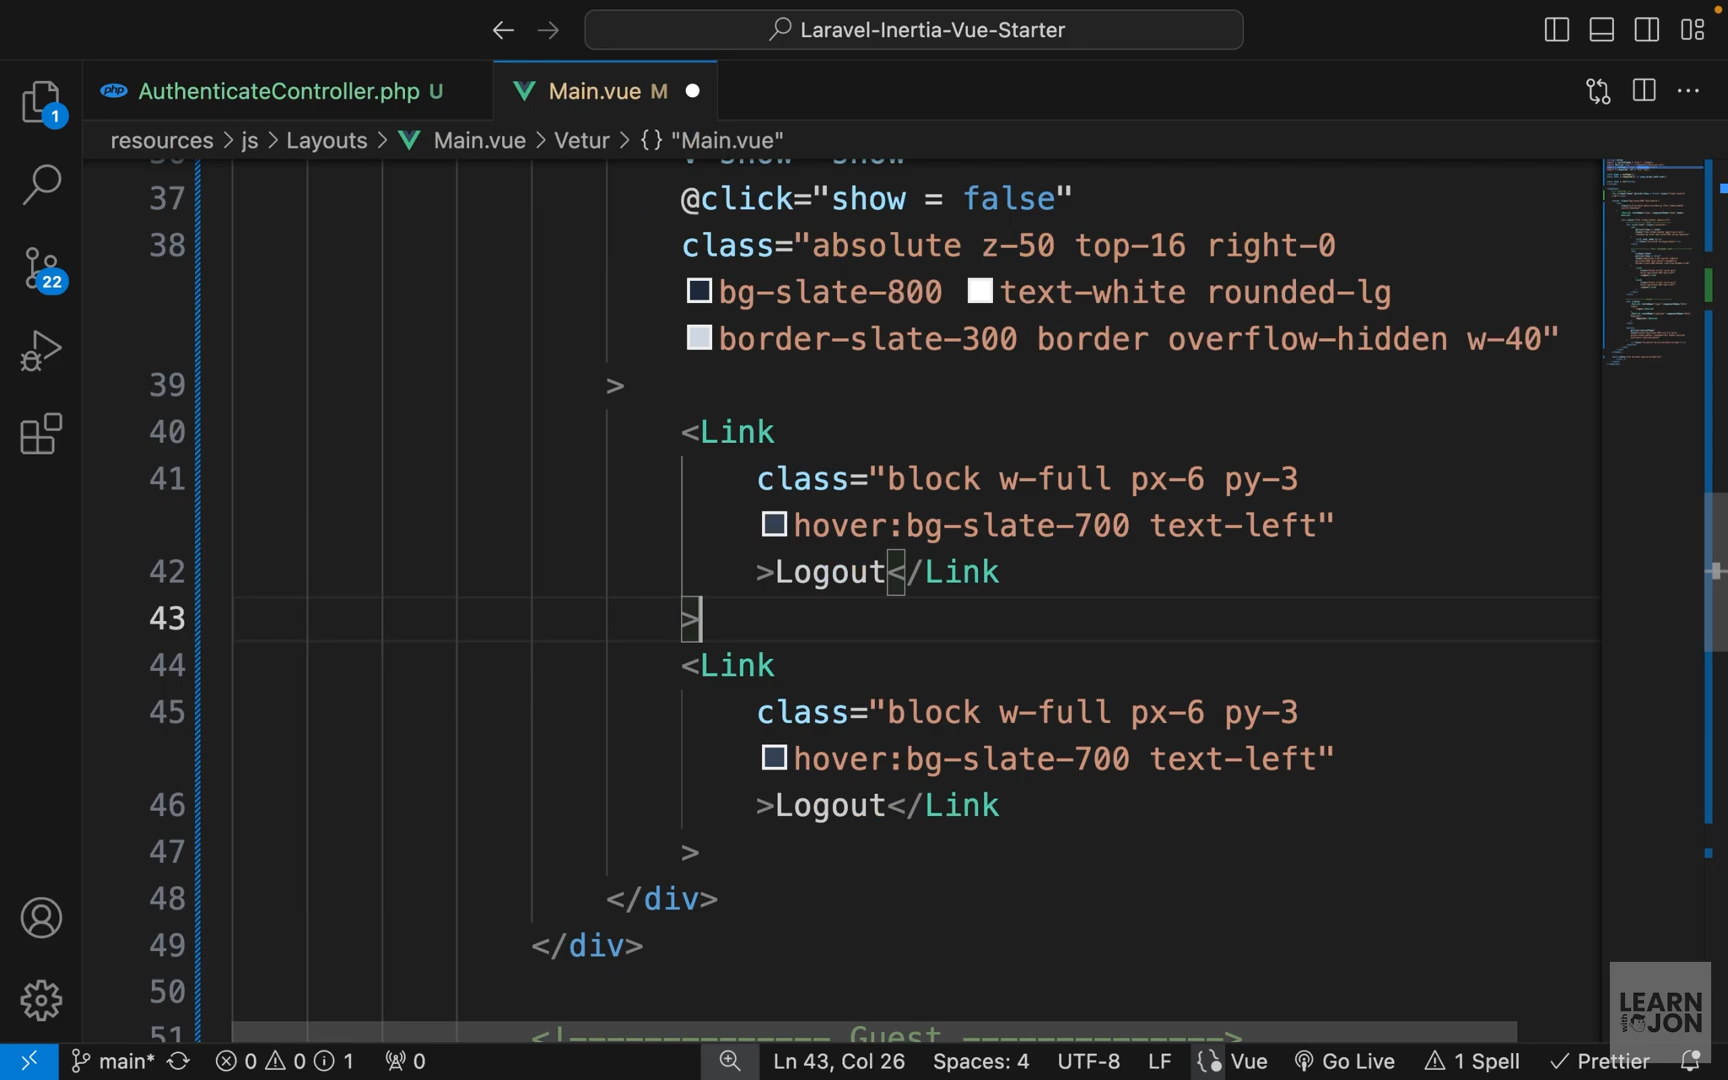 Laravel-Inertia-Vue-Starter
AuthenticateController.php U
Main.vue M
resources > js > Layouts > Main.vue > Vetur > {} "Main.vue"
37 @click="show = false"
38 class="absolute z-50 top-16 right-0
bg-slate-800 text-white rounded-lg
border-slate-300 border overflow-hidden w-40"
39 >
40 <Link
41 class="block w-full px-6 py-3
hover:bg-slate-700 text-left"
42 >Logout</Link
43 >
44 <Link
45 class="block w-full px-6 py-3
hover:bg-slate-700 text-left"
46 >Logout</Link
47 >
48 </div>
49 </div>
50
51 <!-------------- Guest -------------->
1
22
LEARN
with
JON
main* 0 0 1 0 Ln 43, Col 26 Spaces: 4 UTF-8 LF Vue Go Live 1 Spell Prettier